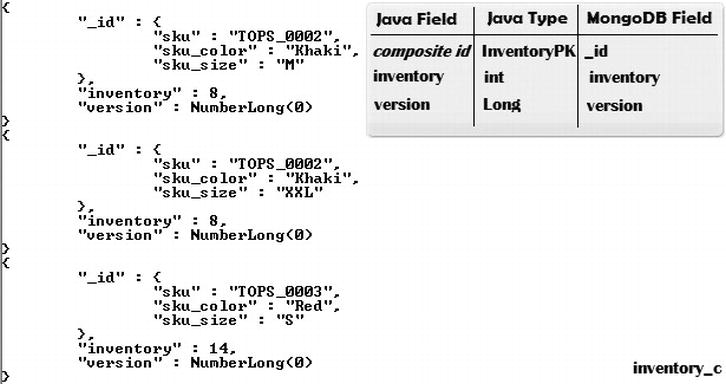 {
"_id" : {
"sku" : "TOPS_0002",
"sku_color" : "Khaki",
"sku_size" : "M"
},
"inventory" : 8,
"version" : NumberLong(0)
}
{
"_id" : {
"sku" : "TOPS_0002",
"sku_color" : "Khaki",
"sku_size" : "XXL"
},
"inventory" : 8,
"version" : NumberLong(0)
}
{
"_id" : {
"sku" : "TOPS_0003",
"sku_color" : "Red",
"sku_size" : "S"
},
"inventory" : 14,
"version" : NumberLong(0)
}
Java Field Java Type MongoDB Field
composite id InventoryPK _id
inventory int inventory
version Long version
inventory_c